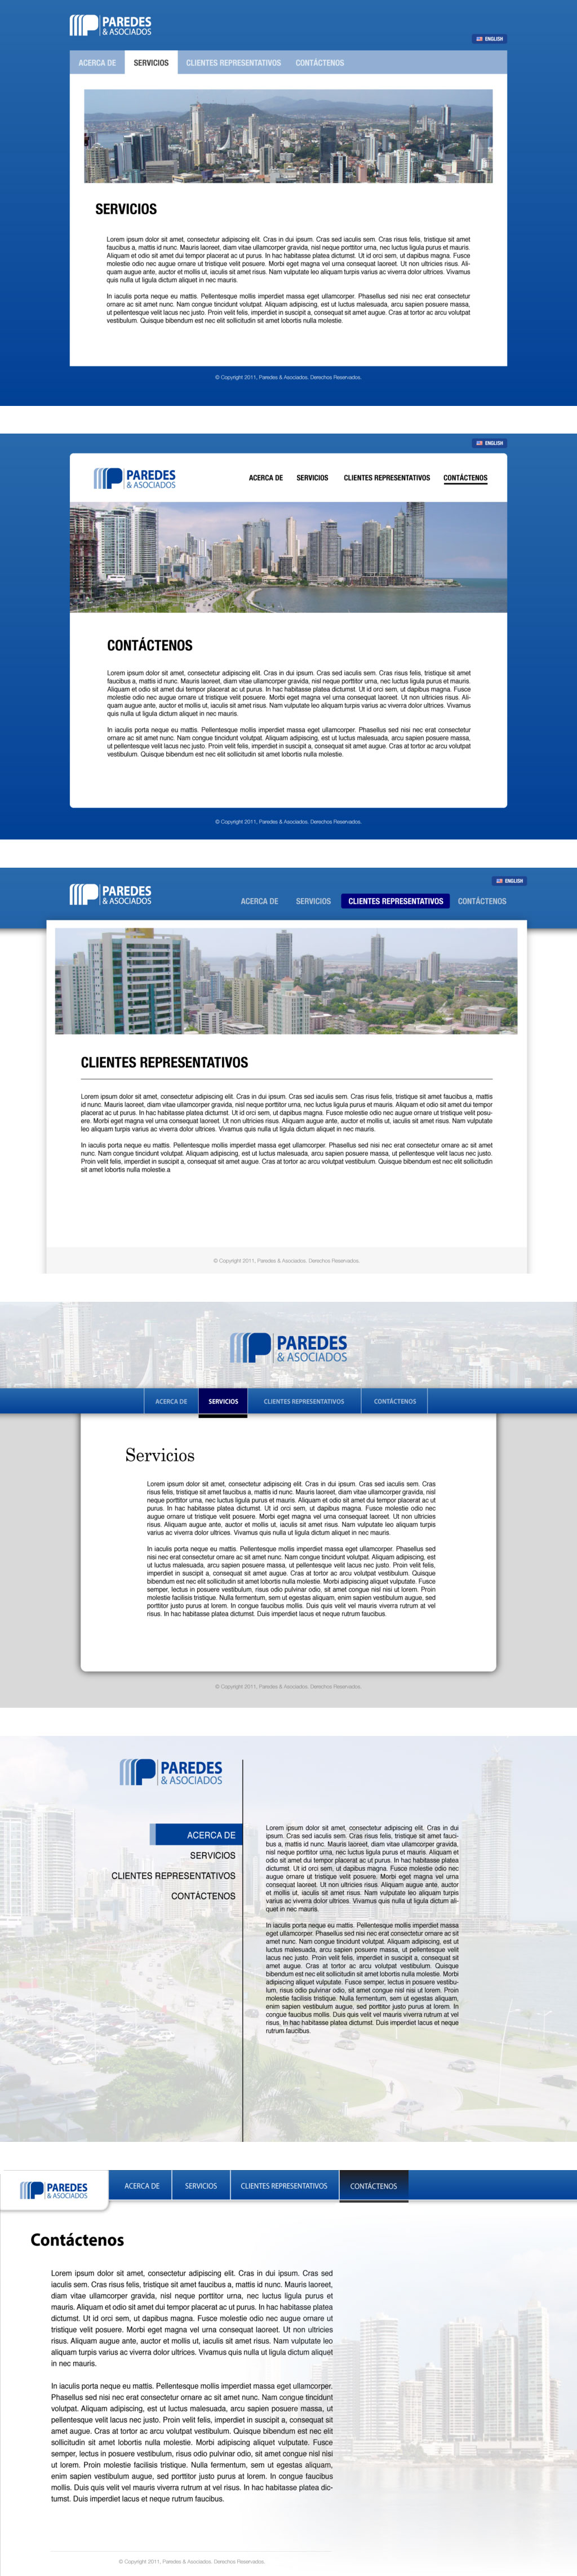 PAREDES
& ASOCIADOS
ENGLISH
ACERCA DE SERVICIOS CLIENTES REPRESENTATIVOS CONTÁCTENOS
SERVICIOS
Lorem ipsum dolor sit amet, consectetur adipiscing elit. Cras in dui ipsum. Cras sed iaculis sem. Cras risus felis, tristique sit amet
faucibus a, mattis id nunc. Mauris laoreet, diam vitae ullamcorper gravida, nisl neque porttitor urna, nec luctus ligula purus et mauris.
Aliquam et odio sit amet dui tempor placerat ac ut purus. In hac habitasse platea dictumst. Ut id orci sem, ut dapibus magna. Fusce
molestie odio nec augue ornare ut tristique velit posuere. Morbi eget magna vel urna consequat laoreet. Ut non ultricies risus. Ali-
quam augue ante, auctor et mollis ut, iaculis sit amet risus. Nam vulputate leo aliquam turpis varius ac viverra dolor ultrices. Vivamus
quis nulla ut ligula dictum aliquet in nec mauris.
In iaculis porta neque eu mattis. Pellentesque mollis imperdiet massa eget ullamcorper. Phasellus sed nisi nec erat consectetur
ornare ac sit amet nunc. Nam congue tincidunt volutpat. Aliquam adipiscing, est ut luctus malesuada, arcu sapien posuere massa,
ut pellentesque velit lacus nec justo. Proin velit felis, imperdiet in suscipit a, consequat sit amet augue. Cras at tortor ac arcu volutpat
vestibulum. Quisque bibendum est nec elit sollicitudin sit amet lobortis nulla molestie.
© Copyright 2011, Paredes & Asociados. Derechos Reservados.
ENGLISH
PAREDES
& ASOCIADOS
ACERCA DE SERVICIOS CLIENTES REPRESENTATIVOS CONTÁCTENOS
CONTÁCTENOS
Lorem ipsum dolor sit amet, consectetur adipiscing elit. Cras in dui ipsum. Cras sed iaculis sem. Cras risus felis, tristique sit amet
faucibus a, mattis id nunc. Mauris laoreet, diam vitae ullamcorper gravida, nisl neque porttitor urna, nec luctus ligula purus et mauris.
Aliquam et odio sit amet dui tempor placerat ac ut purus. In hac habitasse platea dictumst. Ut id orci sem, ut dapibus magna. Fusce
molestie odio nec augue ornare ut tristique velit posuere. Morbi eget magna vel urna consequat laoreet. Ut non ultricies risus. Ali-
quam augue ante, auctor et mollis ut, iaculis sit amet risus. Nam vulputate leo aliquam turpis varius ac viverra dolor ultrices. Vivamus
quis nulla ut ligula dictum aliquet in nec mauris.
In iaculis porta neque eu mattis. Pellentesque mollis imperdiet massa eget ullamcorper. Phasellus sed nisi nec erat consectetur
ornare ac sit amet nunc. Nam congue tincidunt volutpat. Aliquam adipiscing, est ut luctus malesuada, arcu sapien posuere massa,
ut pellentesque velit lacus nec justo. Proin velit felis, imperdiet in suscipit a, consequat sit amet augue. Cras at tortor ac arcu volutpat
vestibulum. Quisque bibendum est nec elit sollicitudin sit amet lobortis nulla molestie.
© Copyright 2011, Paredes & Asociados. Derechos Reservados.
ENGLISH
PAREDES
& ASOCIADOS
ACERCA DE SERVICIOS CLIENTES REPRESENTATIVOS CONTÁCTENOS
CLIENTES REPRESENTATIVOS
Lorem ipsum dolor sit amet, consectetur adipiscing elit. Cras in dui ipsum. Cras sed iaculis sem. Cras risus felis, tristique sit amet faucibus a, mattis
id nunc. Mauris laoreet, diam vitae ullamcorper gravida, nisl neque porttitor urna, nec luctus ligula purus et mauris. Aliquam et odio sit amet dui tempor
placerat ac ut purus. In hac habitasse platea dictumst. Ut id orci sem, ut dapibus magna. Fusce molestie odio nec augue ornare ut tristique velit posu-
ere. Morbi eget magna vel urna consequat laoreet. Ut non ultricies risus. Aliquam augue ante, auctor et mollis ut, iaculis sit amet risus. Nam vulputate
leo aliquam turpis varius ac viverra dolor ultrices. Vivamus quis nulla ut ligula dictum aliquet in nec mauris.
In iaculis porta neque eu mattis. Pellentesque mollis imperdiet massa eget ullamcorper. Phasellus sed nisi nec erat consectetur ornare ac sit amet
nunc. Nam congue tincidunt volutpat. Aliquam adipiscing, est ut luctus malesuada, arcu sapien posuere massa, ut pellentesque velit lacus nec justo.
Proin velit felis, imperdiet in suscipit a, consequat sit amet augue. Cras at tortor ac arcu volutpat vestibulum. Quisque bibendum est nec elit sollicitudin
sit amet lobortis nulla molestie.a
© Copyright 2011, Paredes & Asociados. Derechos Reservados.
PAREDES
& ASOCIADOS
ACERCA DE SERVICIOS CLIENTES REPRESENTATIVOS CONTÁCTENOS
Servicios
Lorem ipsum dolor sit amet, consectetur adipiscing elit. Cras in dui ipsum. Cras sed iaculis sem. Cras
risus felis, tristique sit amet faucibus a, mattis id nunc. Mauris laoreet, diam vitae ullamcorper gravida, nisl
neque porttitor urna, nec luctus ligula purus et mauris. Aliquam et odio sit amet dui tempor placerat ac ut
purus. In hac habitasse platea dictumst. Ut id orci sem, ut dapibus magna. Fusce molestie odio nec
augue ornare ut tristique velit posuere. Morbi eget magna vel urna consequat laoreet. Ut non ultricies
risus. Aliquam augue ante, auctor et mollis ut, iaculis sit amet risus. Nam vulputate leo aliquam turpis
varius ac viverra dolor ultrices. Vivamus quis nulla ut ligula dictum aliquet in nec mauris.
In iaculis porta neque eu mattis. Pellentesque mollis imperdiet massa eget ullamcorper. Phasellus sed
nisi nec erat consectetur ornare ac sit amet nunc. Nam congue tincidunt volutpat. Aliquam adipiscing, est
ut luctus malesuada, arcu sapien posuere massa, ut pellentesque velit lacus nec justo. Proin velit felis,
imperdiet in suscipit a, consequat sit amet augue. Cras at tortor ac arcu volutpat vestibulum. Quisque
bibendum est nec elit sollicitudin sit amet lobortis nulla molestie. Morbi adipiscing aliquet vulputate. Fusce
semper, lectus in posuere vestibulum, risus odio pulvinar odio, sit amet congue nisl nisi ut lorem. Proin
molestie facilisis tristique. Nulla fermentum, sem ut egestas aliquam, enim sapien vestibulum augue, sed
porttitor justo purus at lorem. In congue faucibus mollis. Duis quis velit vel mauris viverra rutrum at vel
risus. In hac habitasse platea dictumst. Duis imperdiet lacus et neque rutrum faucibus.
© Copyright 2011, Paredes & Asociados. Derechos Reservados.
PAREDES
& ASOCIADOS
ACERCA DE
SERVICIOS
CLIENTES REPRESENTATIVOS
CONTÁCTENOS
Lorem ipsum dolor sit amet, consectetur adipiscing elit. Cras in dui
ipsum. Cras sed iaculis sem. Cras risus felis, tristique sit amet fauci-
bus a, mattis id nunc. Mauris laoreet, diam vitae ullamcorper gravida,
nisl neque porttitor urna, nec luctus ligula purus et mauris. Aliquam et
odio sit amet dui tempor placerat ac ut purus. In hac habitasse platea
dictumst. Ut id orci sem, ut dapibus magna. Fusce molestie odio nec
augue ornare ut tristique velit posuere. Morbi eget magna vel urna
consequat laoreet. Ut non ultricies risus. Aliquam augue ante, auctor
et mollis ut, iaculis sit amet risus. Nam vulputate leo aliquam turpis
varius ac viverra dolor ultrices. Vivamus quis nulla ut ligula dictum ali-
quet in nec mauris.
In iaculis porta neque eu mattis. Pellentesque mollis imperdiet massa
eget ullamcorper. Phasellus sed nisi nec erat consectetur ornare ac sit
amet nunc. Nam congue tincidunt volutpat. Aliquam adipiscing, est ut
luctus malesuada, arcu sapien posuere massa, ut pellentesque velit
lacus nec justo. Proin velit felis, imperdiet in suscipit a, consequat sit
amet augue. Cras at tortor ac arcu volutpat vestibulum. Quisque
bibendum est nec elit sollicitudin sit amet lobortis nulla molestie. Morbi
adipiscing aliquet vulputate. Fusce semper, lectus in posuere vestibu-
lum, risus odio pulvinar odio, sit amet congue nisl nisi ut lorem. Proin
molestie facilisis tristique. Nulla fermentum, sem ut egestas aliquam,
enim sapien vestibulum augue, sed porttitor justo purus at lorem. In
congue faucibus mollis. Duis quis velit vel mauris viverra rutrum at vel
risus. In hac habitasse platea dictumst. Duis imperdiet lacus et neque
rutrum faucibus.
PAREDES
& ASOCIADOS
ACERCA DE SERVICIOS CLIENTES REPRESENTATIVOS CONTÁCTENOS
Contáctenos
Lorem ipsum dolor sit amet, consectetur adipiscing elit. Cras in dui ipsum. Cras sed
iaculis sem. Cras risus felis, tristique sit amet faucibus a, mattis id nunc. Mauris laoreet,
diam vitae ullamcorper gravida, nisl neque porttitor urna, nec luctus ligula purus et
mauris. Aliquam et odio sit amet dui tempor placerat ac ut purus. In hac habitasse platea
dictumst. Ut id orci sem, ut dapibus magna. Fusce molestie odio nec augue ornare ut
tristique velit posuere. Morbi eget magna vel urna consequat laoreet. Ut non ultricies
risus. Aliquam augue ante, auctor et mollis ut, iaculis sit amet risus. Nam vulputate leo
aliquam turpis varius ac viverra dolor ultrices. Vivamus quis nulla ut ligula dictum aliquet
in nec mauris.
In iaculis porta neque eu mattis. Pellentesque mollis imperdiet massa eget ullamcorper.
Phasellus sed nisi nec erat consectetur ornare ac sit amet nunc. Nam congue tincidunt
volutpat. Aliquam adipiscing, est ut luctus malesuada, arcu sapien posuere massa, ut
pellentesque velit lacus nec justo. Proin velit felis, imperdiet in suscipit a, consequat sit
amet augue. Cras at tortor ac arcu volutpat vestibulum. Quisque bibendum est nec elit
sollicitudin sit amet lobortis nulla molestie. Morbi adipiscing aliquet vulputate. Fusce
semper, lectus in posuere vestibulum, risus odio pulvinar odio, sit amet congue nisl nisi
ut lorem. Proin molestie facilisis tristique. Nulla fermentum, sem ut egestas aliquam,
enim sapien vestibulum augue, sed porttitor justo purus at lorem. In congue faucibus
mollis. Duis quis velit vel mauris viverra rutrum at vel risus. In hac habitasse platea dic-
tumst. Duis imperdiet lacus et neque rutrum faucibus.
© Copyright 2011, Paredes & Asociados. Derechos Reservados.